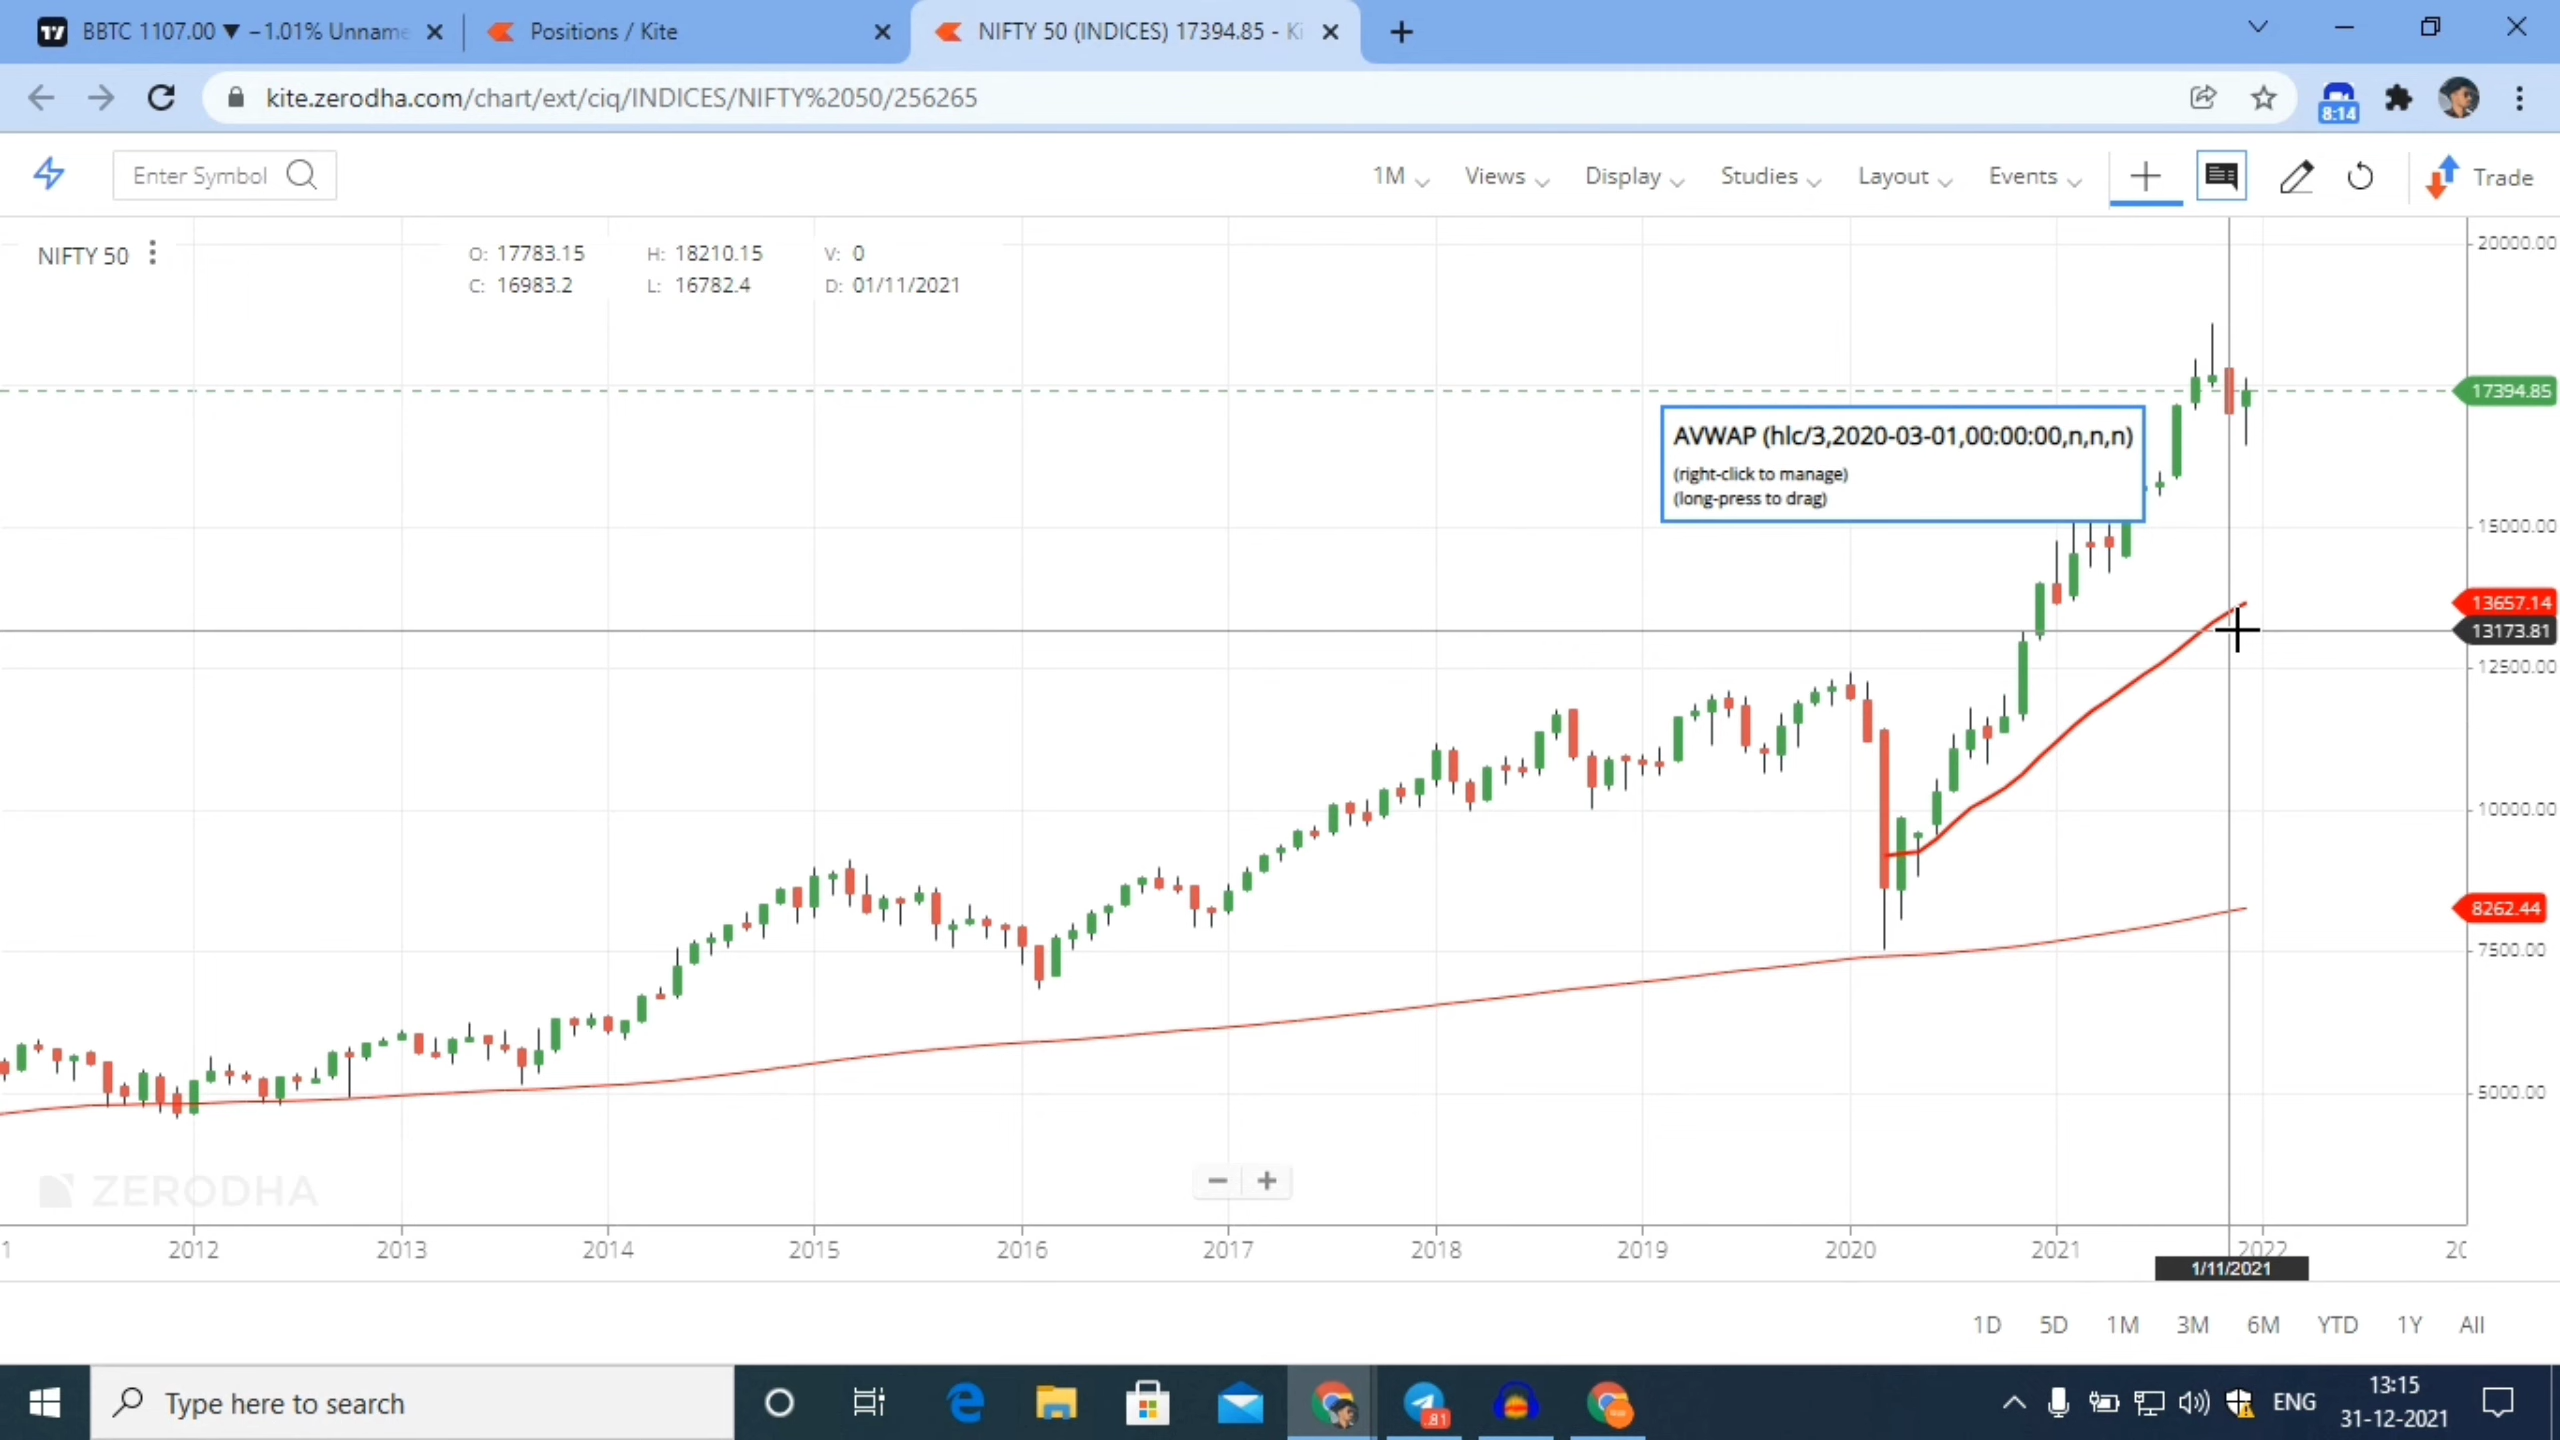 BBTC 1107.00 ▼ −1.01% Unname
Positions / Kite
NIFTY 50 (INDICES) 17394.85 - Ki
kite.zerodha.com/chart/ext/ciq/INDICES/NIFTY%2050/256265
8:14
Enter Symbol
1M
Views
Display
Studies
Layout
Events
Trade
NIFTY 50
O: 17783.15 H: 18210.15 V: 0
C: 16983.2 L: 16782.4 D: 01/11/2021
20000.00
17394.85
AVWAP (hlc/3,2020-03-01,00:00:00,n,n,n)
(right-click to manage)
(long-press to drag)
15000.00
13657.14
13173.81
12500.00
10000.00
8262.44
7500.00
5000.00
ZERODHA
1 2012 2013 2014 2015 2016 2017 2018 2019 2020 2021 2022 20
1/11/2021
1D 5D 1M 3M 6M YTD 1Y All
Type here to search
81
ENG
13:15
31-12-2021